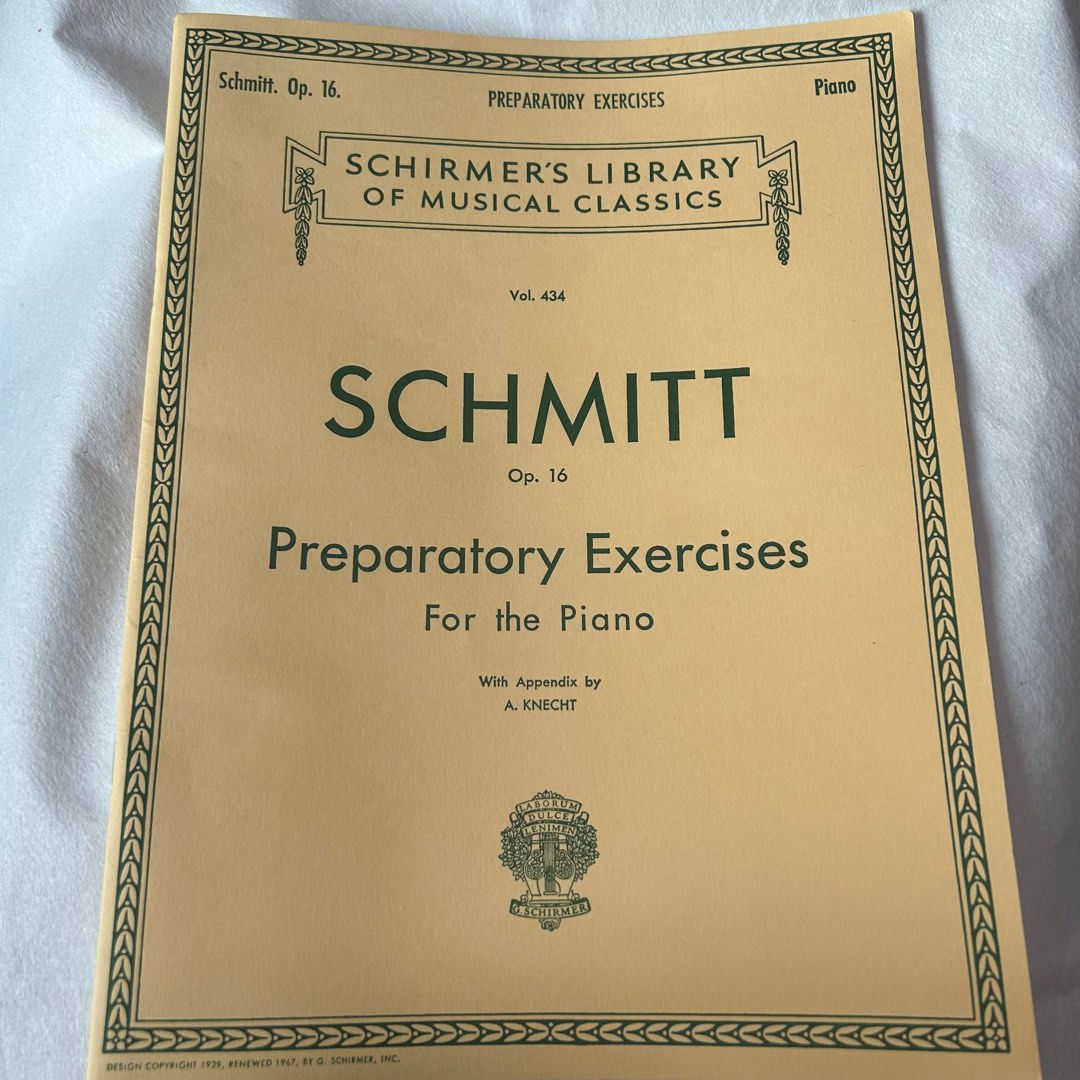 Schmitt. Op. 16.
PREPARATORY EXERCISES
Piano
SCHIRMER'S LIBRARY
OF MUSICAL CLASSICS
Vol. 434
SCHMITT
Op. 16
Preparatory Exercises
For the Piano
With Appendix by
A. KNECHT
LABORUM
DULCE
LENIMEN
G. SCHIRMER
DESIGN COPYRIGHT 1939, RENEWED 1967, BY G. SCHIRMER, INC.